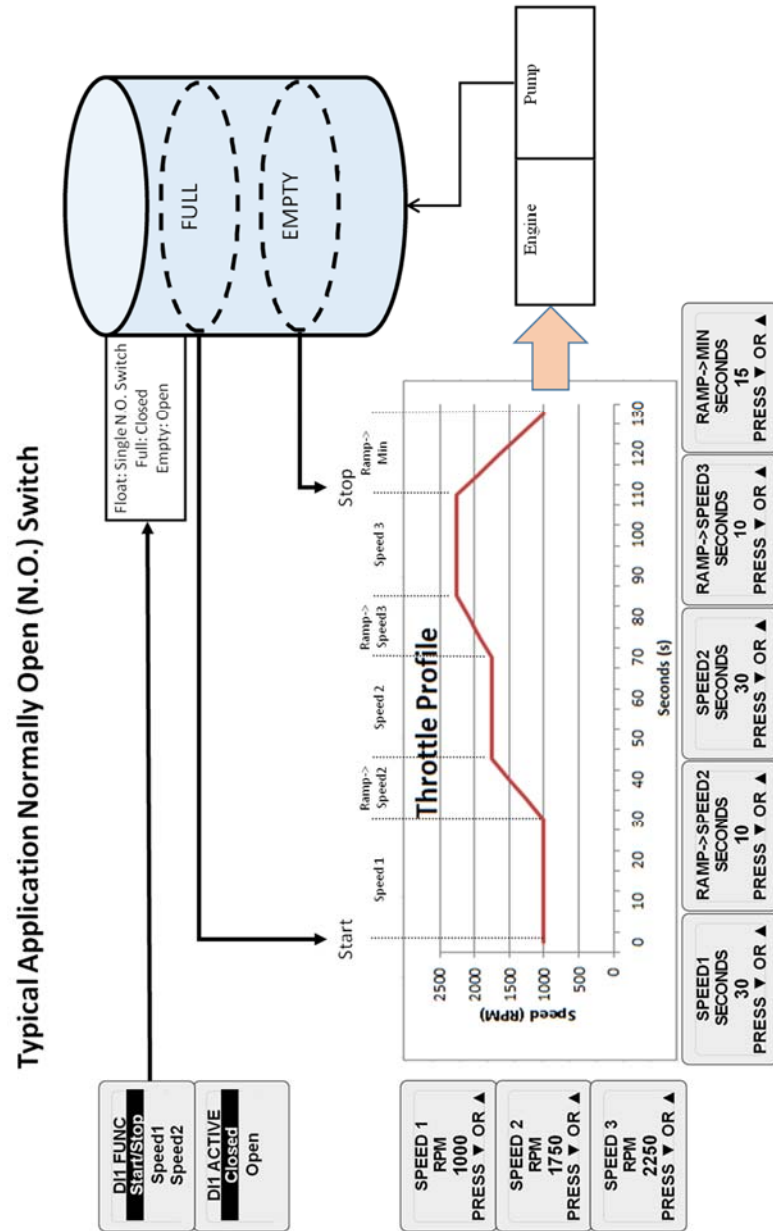 Typical Application Normally Open (N.O.) Switch
DI1 FUNC
Start/Stop
Speed1
Speed2
DI1 ACTIVE
Closed
Open
Float: Single N.O. Switch
Full: Closed
Empty: Open
FULL
EMPTY
Start
Stop
SPEED 1
RPM
1000
PRESS ▼ OR ▲
SPEED 2
RPM
1750
PRESS ▼ OR ▲
SPEED 3
RPM
2250
PRESS ▼ OR ▲
Speed 1
Ramp->
Speed2
Speed 2
Ramp->
Speed3
Speed 3
Ramp->
Min
Throttle Profile
Speed (RPM)
2500
2000
1500
1000
500
0
0 10 20 30 40 50 60 70 80 90 100 110 120 130
Seconds (s)
Engine
Pump
SPEED1
SECONDS
30
PRESS ▼ OR ▲
RAMP->SPEED2
SECONDS
10
PRESS ▼ OR ▲
SPEED2
SECONDS
30
PRESS ▼ OR ▲
RAMP->SPEED3
SECONDS
10
PRESS ▼ OR ▲
RAMP->MIN
SECONDS
15
PRESS ▼ OR ▲